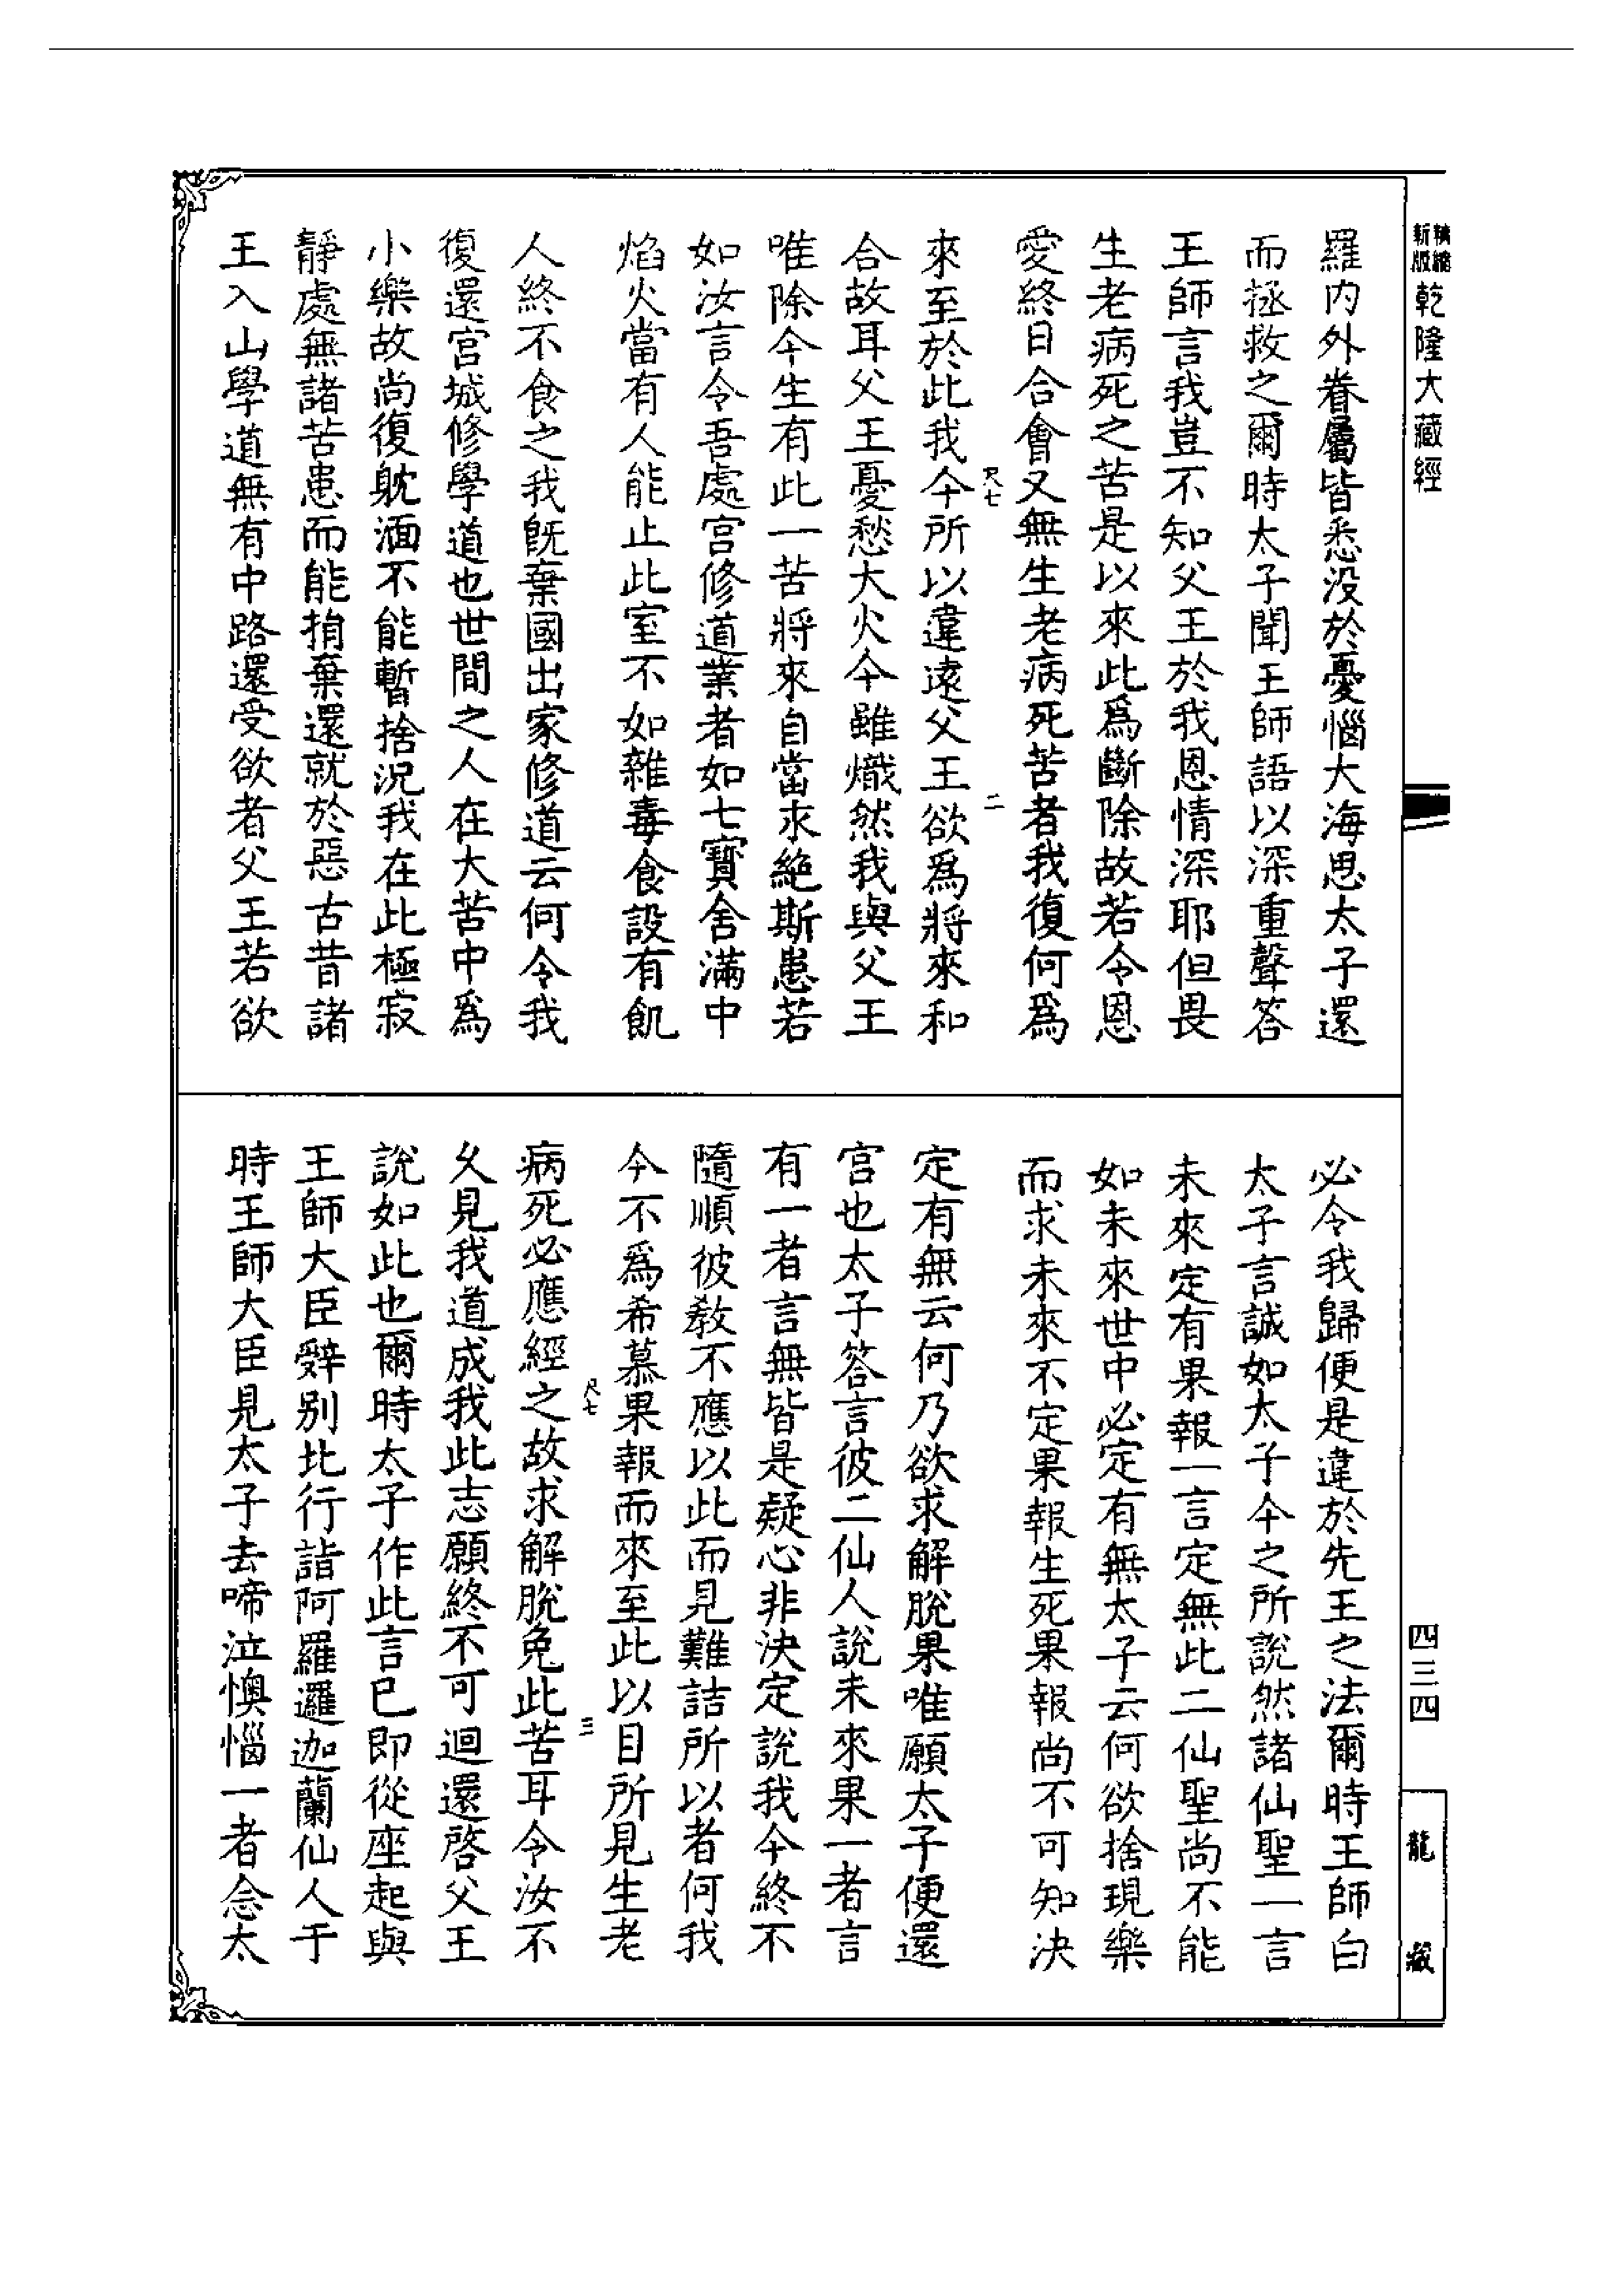 新版精縮乾隆大藏經
羅内外眷屬皆悉没於憂惱大海思太子還
而拯救之爾時太子聞王師語以深重聲答
王師言我豈不知父王於我恩情深耶但畏
生老病死之苦是以來此爲斷除故若令恩
愛終日合會又無生老病死苦者我復何爲
尺七 二
來至於此我今所以違遠父王欲爲將來和
合故耳父王憂愁大火今雖熾然我與父王
唯除今生有此一苦將來自當求絕斯患若
如汝言令吾處宫修道業者如七寶舍滿中
焰火當有人能止此室不如雜毒食設有飢
人終不食之我旣棄國出家修道云何令我
復還宫城修學道也世間之人在大苦中爲
小樂故尚復躭湎不能暫捨況我在此極寂
靜處無諸苦患而能捐棄還就於惡古昔諸
王入山學道無有中路還受欲者父王若欲
必令我歸便是違於先王之法爾時王師白
太子言誠如太子今之所說然諸仙聖一言
未來定有果報一言定無此二仙聖尚不能
如未來世中必定有無太子云何欲捨現樂
而求未來不定果報生死果報尚不可知決
定有無云何乃欲求解脫果唯願太子便還
宫也太子答言彼二仙人說未來果一者言
有一者言無皆是疑心非決定說我今終不
隨順彼敎不應以此而見難詰所以者何我
今不爲希慕果報而來至此以目所見生老
尺七 三
病死必應經之故求解脫免此苦耳令汝不
久見我道成我此志願終不可迴還啓父王
說如此也爾時太子作此言已即從座起與
王師大臣辭别北行詣阿羅邏迦蘭仙人于
時王師大臣見太子去啼泣懊惱一者念太
四三四
龍藏